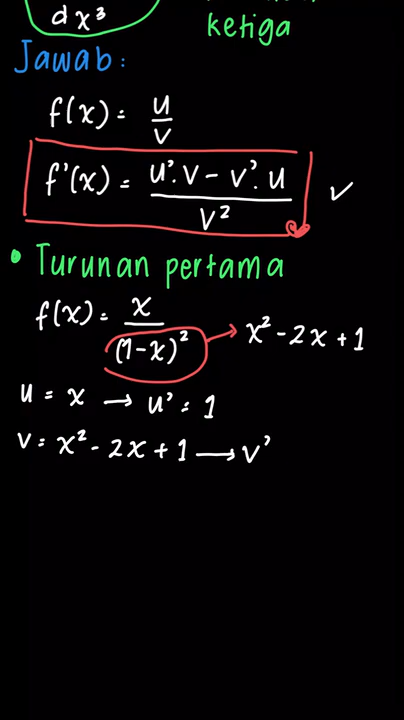 dx³
ketiga
Jawab:
f(x) = u/v
f'(x) = u'.v - v'.u / v² ✓
• Turunan pertama
f(x) = x / (1-x)² → x² - 2x + 1
u = x → u' = 1
v = x² - 2x + 1 → v'